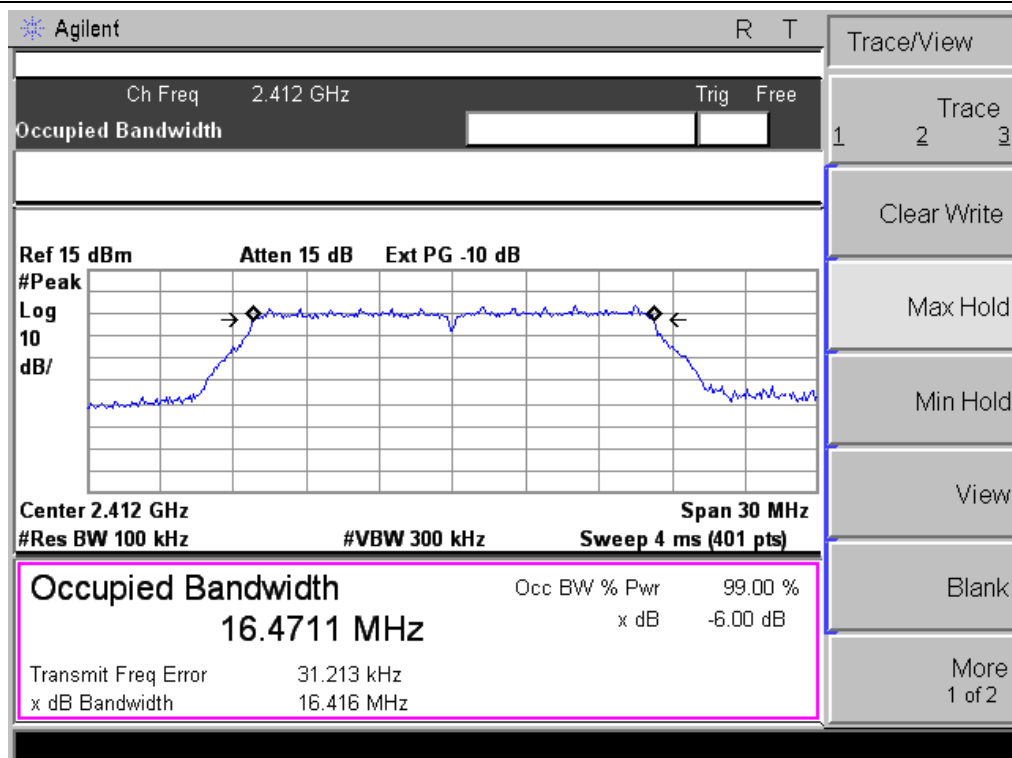 Agilent R T
Ch Freq 2.412 GHz Trig Free
Occupied Bandwidth
Ref 15 dBm Atten 15 dB Ext PG -10 dB
#Peak
Log
10
dB/
Center 2.412 GHz Span 30 MHz
#Res BW 100 kHz #VBW 300 kHz Sweep 4 ms (401 pts)
Occupied Bandwidth Occ BW % Pwr 99.00 %
16.4711 MHz x dB -6.00 dB
Transmit Freq Error 31.213 kHz
x dB Bandwidth 16.416 MHz
Trace/View
Trace
1 2 3
Clear Write
Max Hold
Min Hold
View
Blank
More
1 of 2